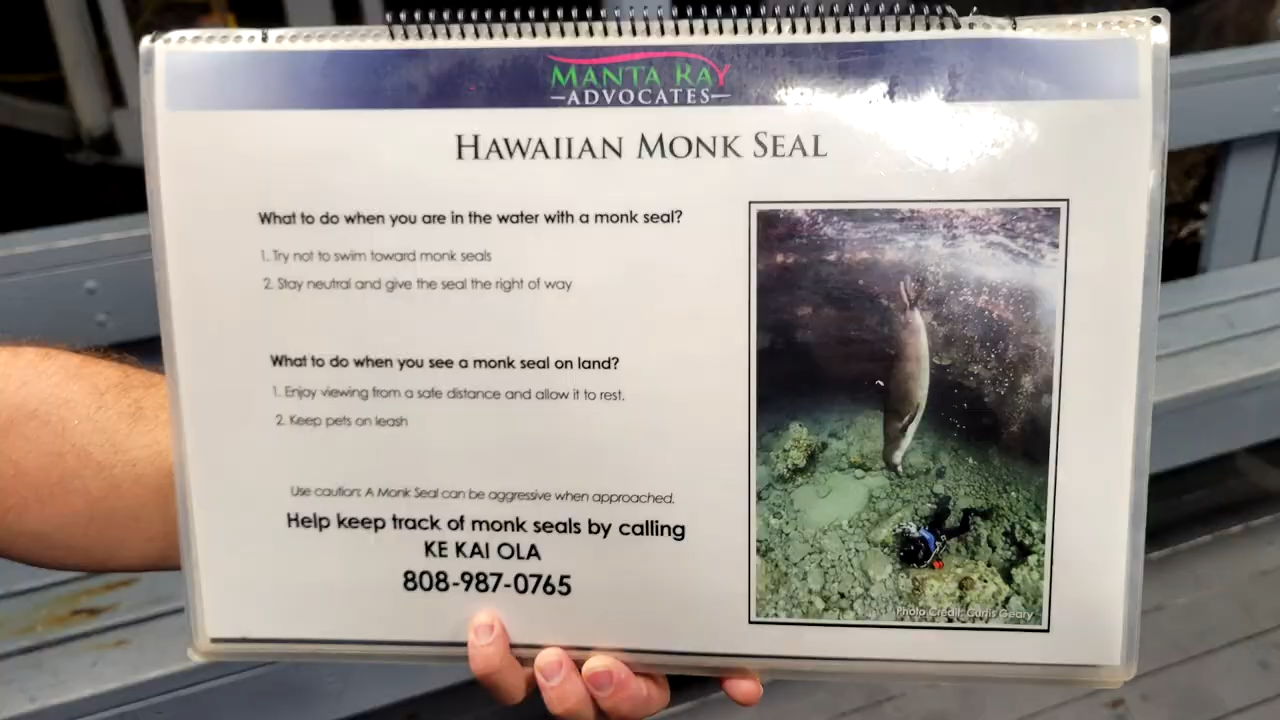 MANTA RAY
ADVOCATES
HAWAIIAN MONK SEAL
What to do when you are in the water with a monk seal?
1. Try not to swim toward monk seals
2. Stay neutral and give the seal the right of way
What to do when you see a monk seal on land?
1. Enjoy viewing from a safe distance and allow it to rest.
2. Keep pets on leash
Use caution: A Monk Seal can be aggressive when approached.
Help keep track of monk seals by calling
KE KAI OLA
808-987-0765
Photo Credit: Curtis Geary